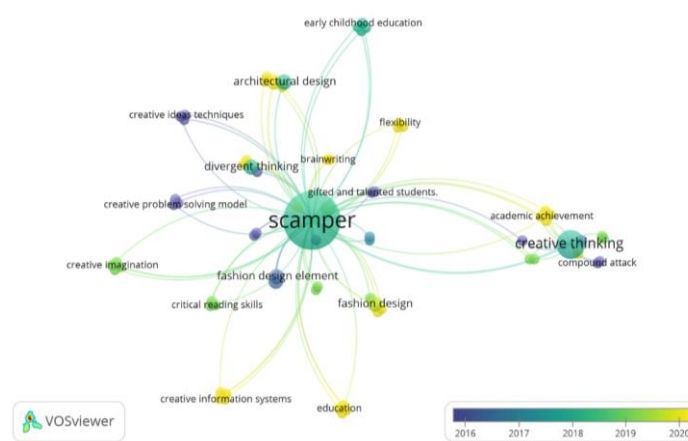 early childhood education
architectural design
creative ideas techniques
flexibility
brainwriting
divergent thinking
gifted and talented students.
creative problem solving model
scamper
academic achievement
creative thinking
compound attack
creative imagination
fashion design element
critical reading skills
fashion design
creative information systems
education
VOSviewer
2016 2017 2018 2019 2020